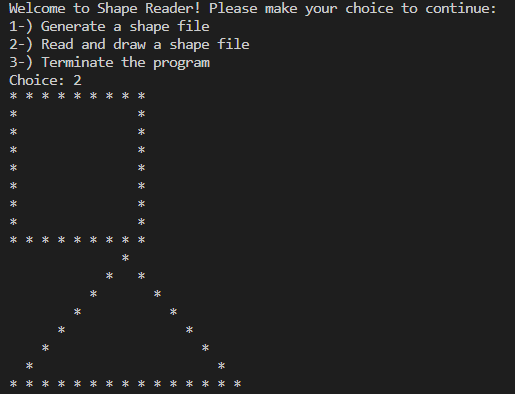 Welcome to Shape Reader! Please make your choice to continue:
1-) Generate a shape file
2-) Read and draw a shape file
3-) Terminate the program
Choice: 2
* * * * * * * * *
*               *
*               *
*               *
*               *
*               *
*               *
*               *
* * * * * * * * *
              *
            *   *
          *       *
        *           *
      *               *
    *                   *
  *                       *
* * * * * * * * * * * * * * *